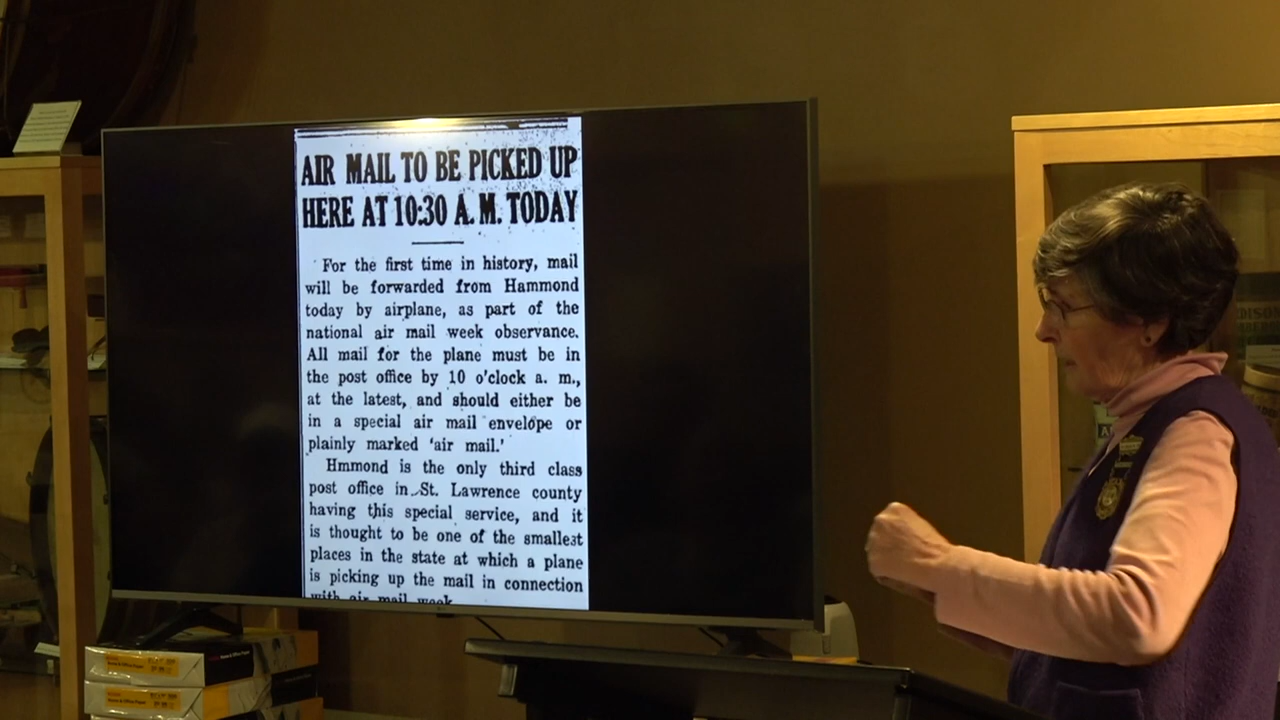 AIR MAIL TO BE PICKED UP
HERE AT 10:30 A. M. TODAY
For the first time in history, mail
will be forwarded from Hammond
today by airplane, as part of the
national air mail week observance.
All mail for the plane must be in
the post office by 10 o'clock a. m.,
at the latest, and should either be
in a special air mail envelope or
plainly marked 'air mail.'
Hmmond is the only third class
post office in St. Lawrence county
having this special service, and it
is thought to be one of the smallest
places in the state at which a plane
is picking up the mail in connection
with air mail week
EDISON